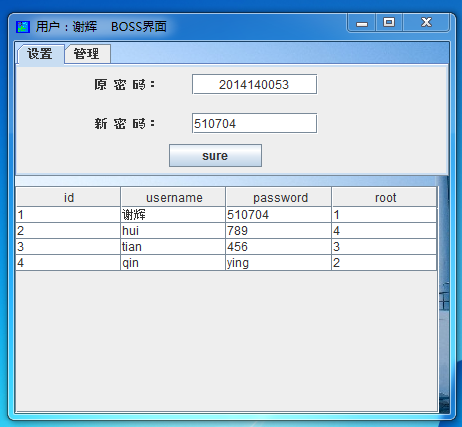 用户：谢辉 BOSS界面
设置 管理
原 密 码： 2014140053
新 密 码： 510704
sure
id username password root
1 谢辉 510704 1
2 hui 789 4
3 tian 456 3
4 qin ying 2